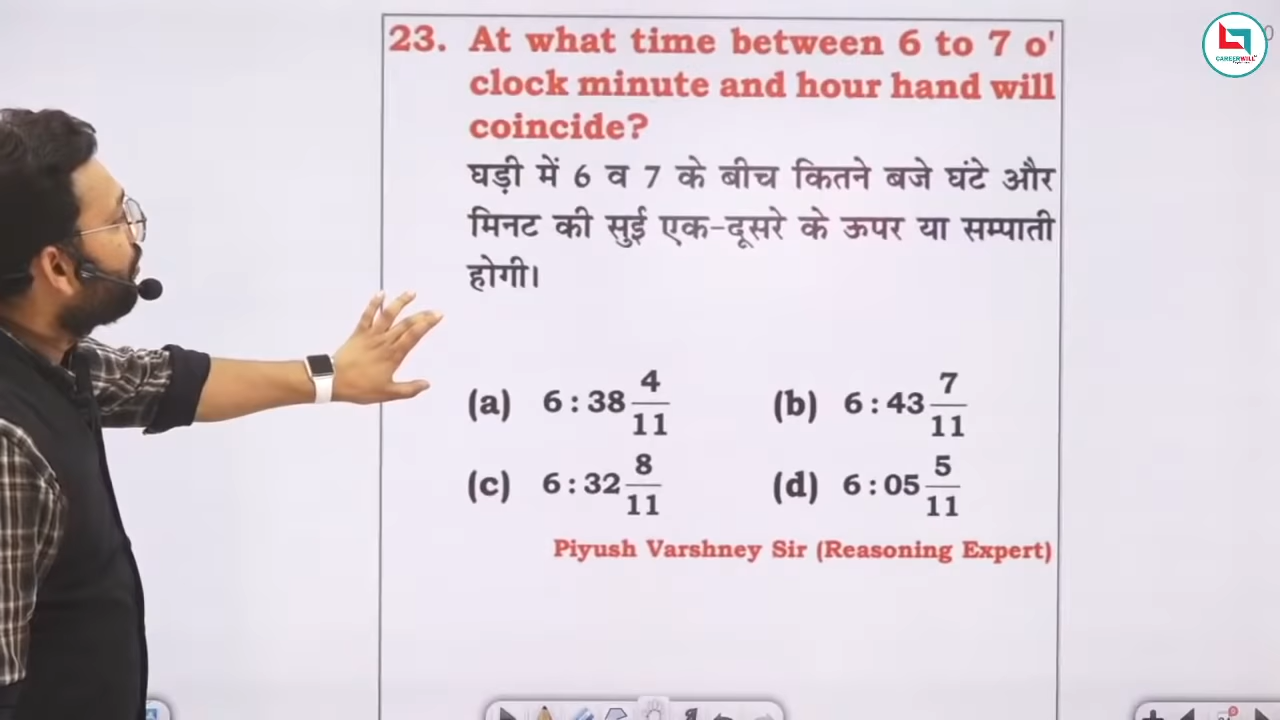 23. At what time between 6 to 7 o'
clock minute and hour hand will
coincide?
घड़ी में 6 व 7 के बीच कितने बजे घंटे और
मिनट की सुई एक-दूसरे के ऊपर या सम्पाती
होगी।
(a) 6 : 38 4/11 (b) 6 : 43 7/11
(c) 6 : 32 8/11 (d) 6 : 05 5/11
Piyush Varshney Sir (Reasoning Expert)
CAREERWILL